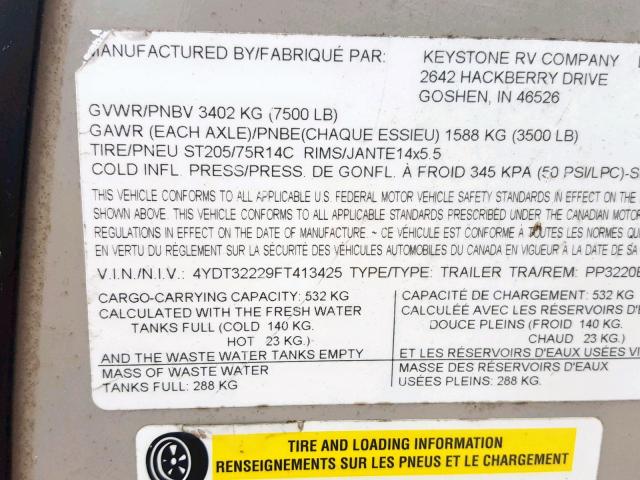 MANUFACTURED BY/FABRIQUÉ PAR: KEYSTONE RV COMPANY
2642 HACKBERRY DRIVE
GOSHEN, IN 46526
GVWR/PNBV 3402 KG (7500 LB)
GAWR (EACH AXLE)/PNBE(CHAQUE ESSIEU) 1588 KG (3500 LB)
TIRE/PNEU ST205/75R14C RIMS/JANTE14x5.5
COLD INFL. PRESS/PRESS. DE GONFL. À FROID 345 KPA (50 PSI/LPC)-S
THIS VEHICLE CONFORMS TO ALL APPLICABLE U.S. FEDERAL MOTOR VEHICLE SAFETY STANDARDS IN EFFECT ON THE
SHOWN ABOVE. THIS VEHICLE CONFORMS TO ALL APPLICABLE STANDARDS PRESCRIBED UNDER THE CANADIAN MOTOR
REGULATIONS IN EFFECT ON THE DATE OF MANUFACTURE. ~ CE VÉHICULE EST CONFORME À TOUTES LES NORMES QU
EN VERTU DU RÈGLEMENT SUR LA SÉCURITÉ DES VÉHICULES AUTOMOBILES DU CANADA EN VIGUEUR À LA DATE DE SA
V.I.N./N.I.V.: 4YDT32229FT413425 TYPE/TYPE: TRAILER TRA/REM: PP3220B
CARGO-CARRYING CAPACITY: 532 KG
CALCULATED WITH THE FRESH WATER
TANKS FULL (COLD 140 KG.
HOT 23 KG.)
AND THE WASTE WATER TANKS EMPTY
MASS OF WASTE WATER
TANKS FULL: 288 KG
CAPACITÉ DE CHARGEMENT: 532 KG
CALCULÉE AVEC LES RÉSERVOIRS D'E
DOUCE PLEINS (FROID 140 KG.
CHAUD 23 KG.)
ET LES RÉSERVOIRS D'EAUX USÉES VI
MASSE DES RÉSERVOIRS D'EAUX
USÉES PLEINS: 288 KG.
TIRE AND LOADING INFORMATION
RENSEIGNEMENTS SUR LES PNEUS ET LE CHARGEMENT